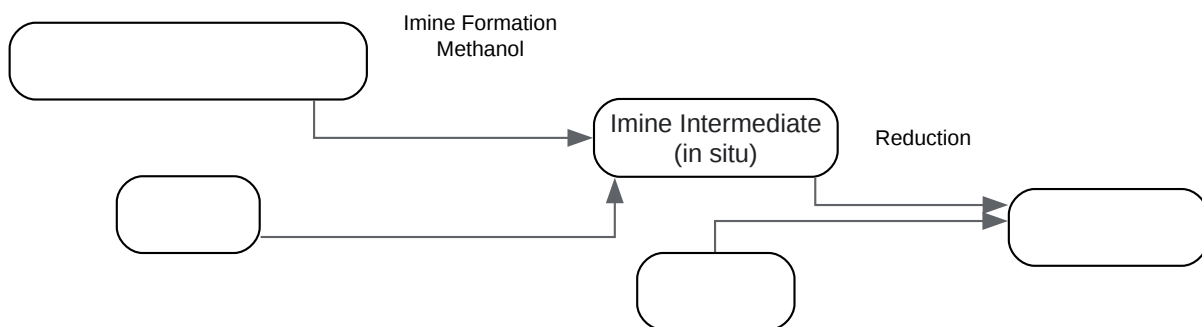 Imine Formation
Methanol
Imine Intermediate
(in situ)
Reduction